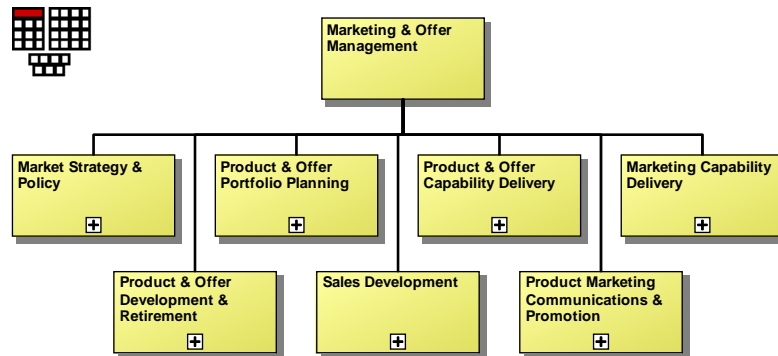 Marketing & Offer
Management
Market Strategy &
Policy
Product & Offer
Portfolio Planning
Product & Offer
Capability Delivery
Marketing Capability
Delivery
Product & Offer
Development &
Retirement
Sales Development
Product Marketing
Communications &
Promotion